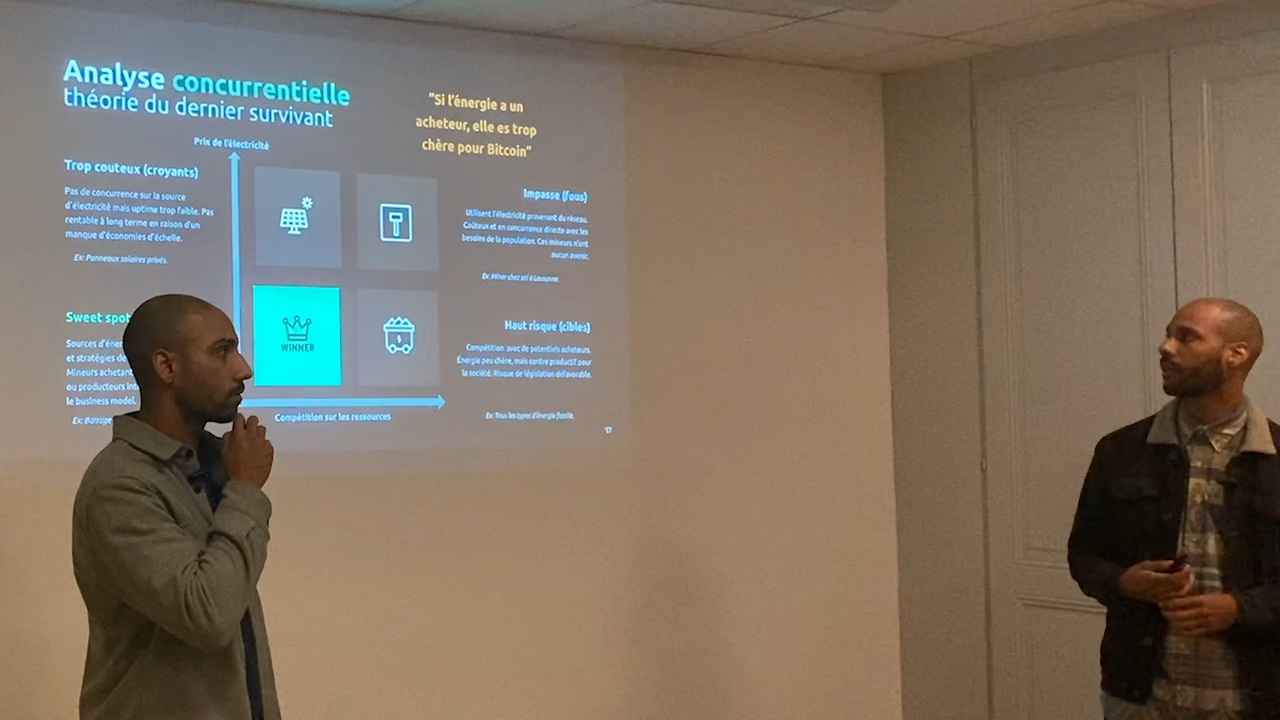 Analyse concurrentielle
théorie du dernier survivant
"Si l'énergie a un
acheteur, elle es trop
chère pour Bitcoin"
Prix de l'électricité
Trop couteux (croyants)
Pas de concurrence sur la source
d'électricité mais uptime trop faible. Pas
rentable à long terme en raison d'un
manque d'économies d'échelle.
Ex: Panneaux solaires privés.
Impasse (fous)
Utilisent l'électricité provenant du réseau.
Coûteux et en concurrence directe avec les
besoins de la population. Ces mineurs n'ont
aucun avenir.
Ex: Miner chez soi à Lausanne.
Sweet spot
Sources d'éner
et stratégies de
Mineurs achetant
ou producteurs int
le business model.
Ex: Barrage
WINNER
$
Haut risque (cibles)
Compétition avec de potentiels acheteurs.
Énergie peu chère, mais contre productif pour
la société. Risque de législation défavorable.
Ex: Tous les types d'énergie fossile.
Compétition sur les ressources
17